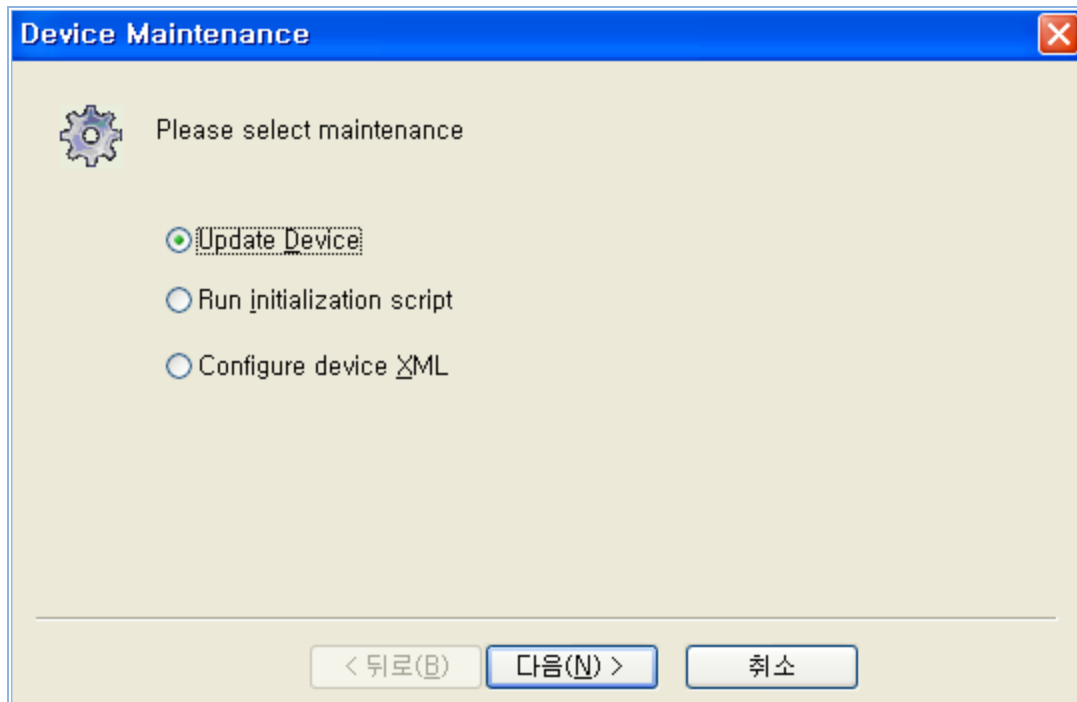 Device Maintenance
Please select maintenance
Update Device
Run initialization script
Configure device XML
< 뒤로(B) 다음(N) > 취소